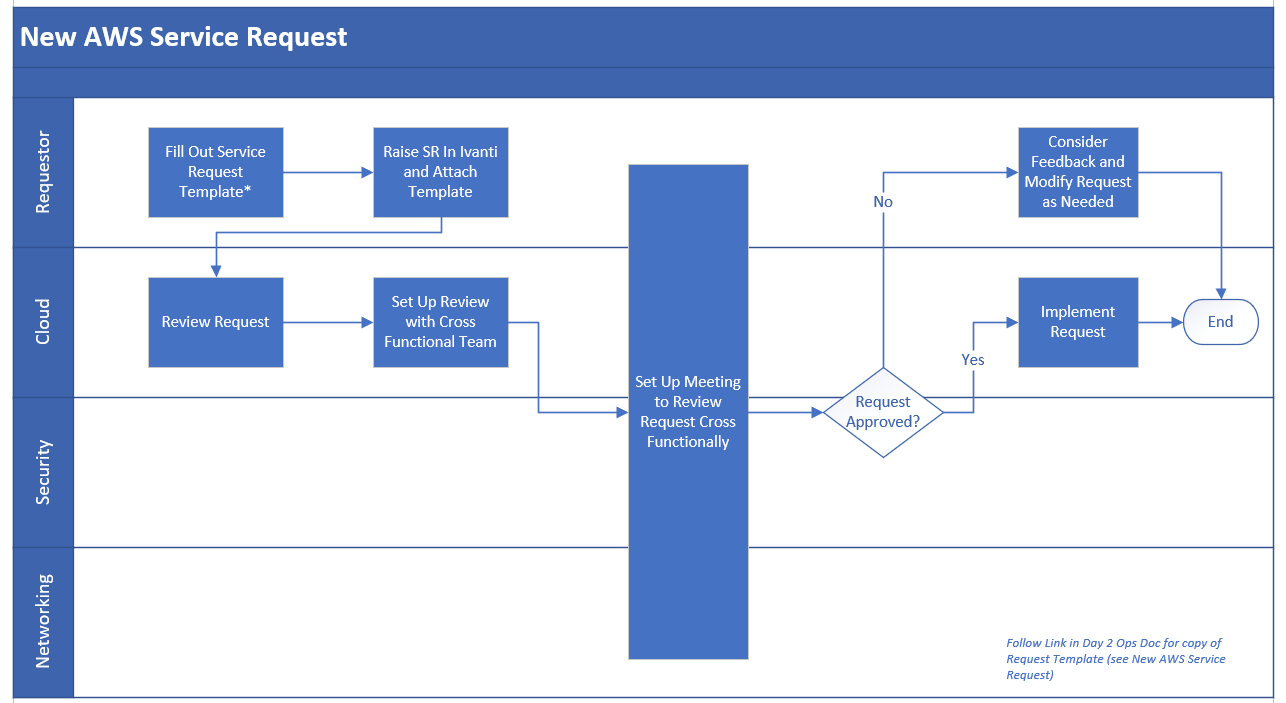 New AWS Service Request
Requestor
Fill Out Service
Request
Template*
Raise SR In Ivanti
and Attach
Template
Consider
Feedback and
Modify Request
as Needed
No
Cloud
Review Request
Set Up Review
with Cross
Functional Team
Set Up Meeting
to Review
Request Cross
Functionally
Request
Approved?
Yes
Implement
Request
End
Security
Networking
Follow Link in Day 2 Ops Doc for copy of
Request Template (see New AWS Service
Request)